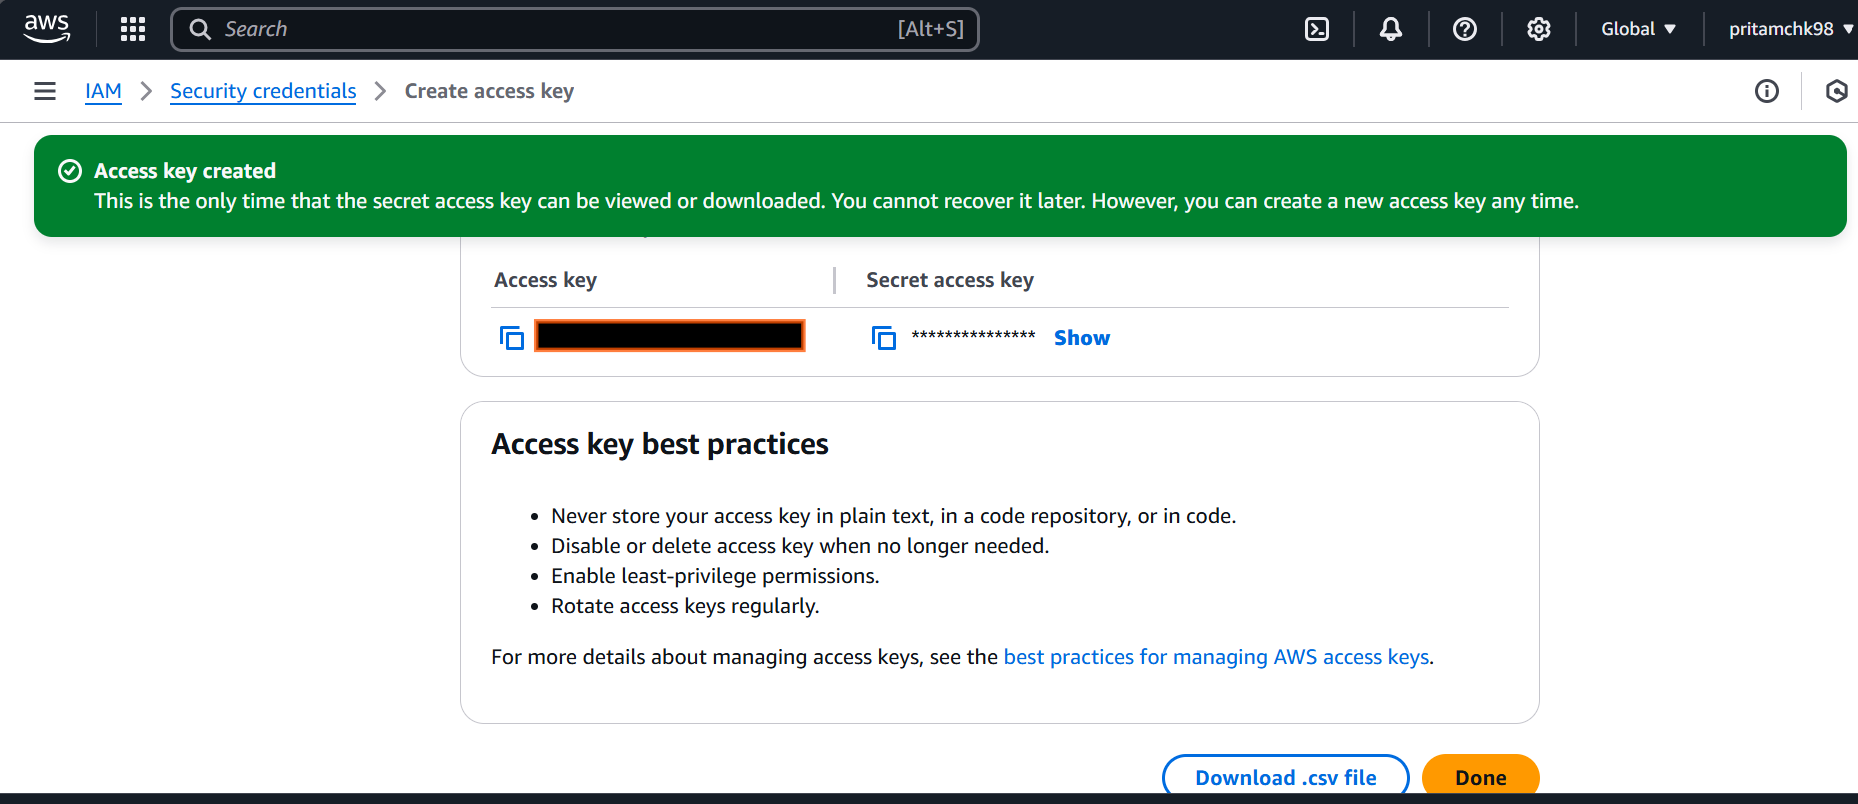 aws
Search [Alt+S]
Global pritamchk98
IAM Security credentials Create access key
Access key created
This is the only time that the secret access key can be viewed or downloaded. You cannot recover it later. However, you can create a new access key any time.
Access key Secret access key
*************** Show
Access key best practices
• Never store your access key in plain text, in a code repository, or in code.
• Disable or delete access key when no longer needed.
• Enable least-privilege permissions.
• Rotate access keys regularly.
For more details about managing access keys, see the best practices for managing AWS access keys.
Download .csv file Done